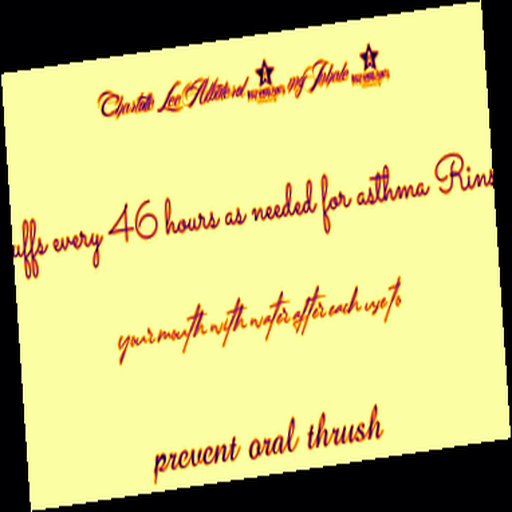 Charlotte Lee Albuterol mg Inhale
uffs every 46 hours as needed for asthma Rins
your mouth with water after each use to
prevent oral thrush